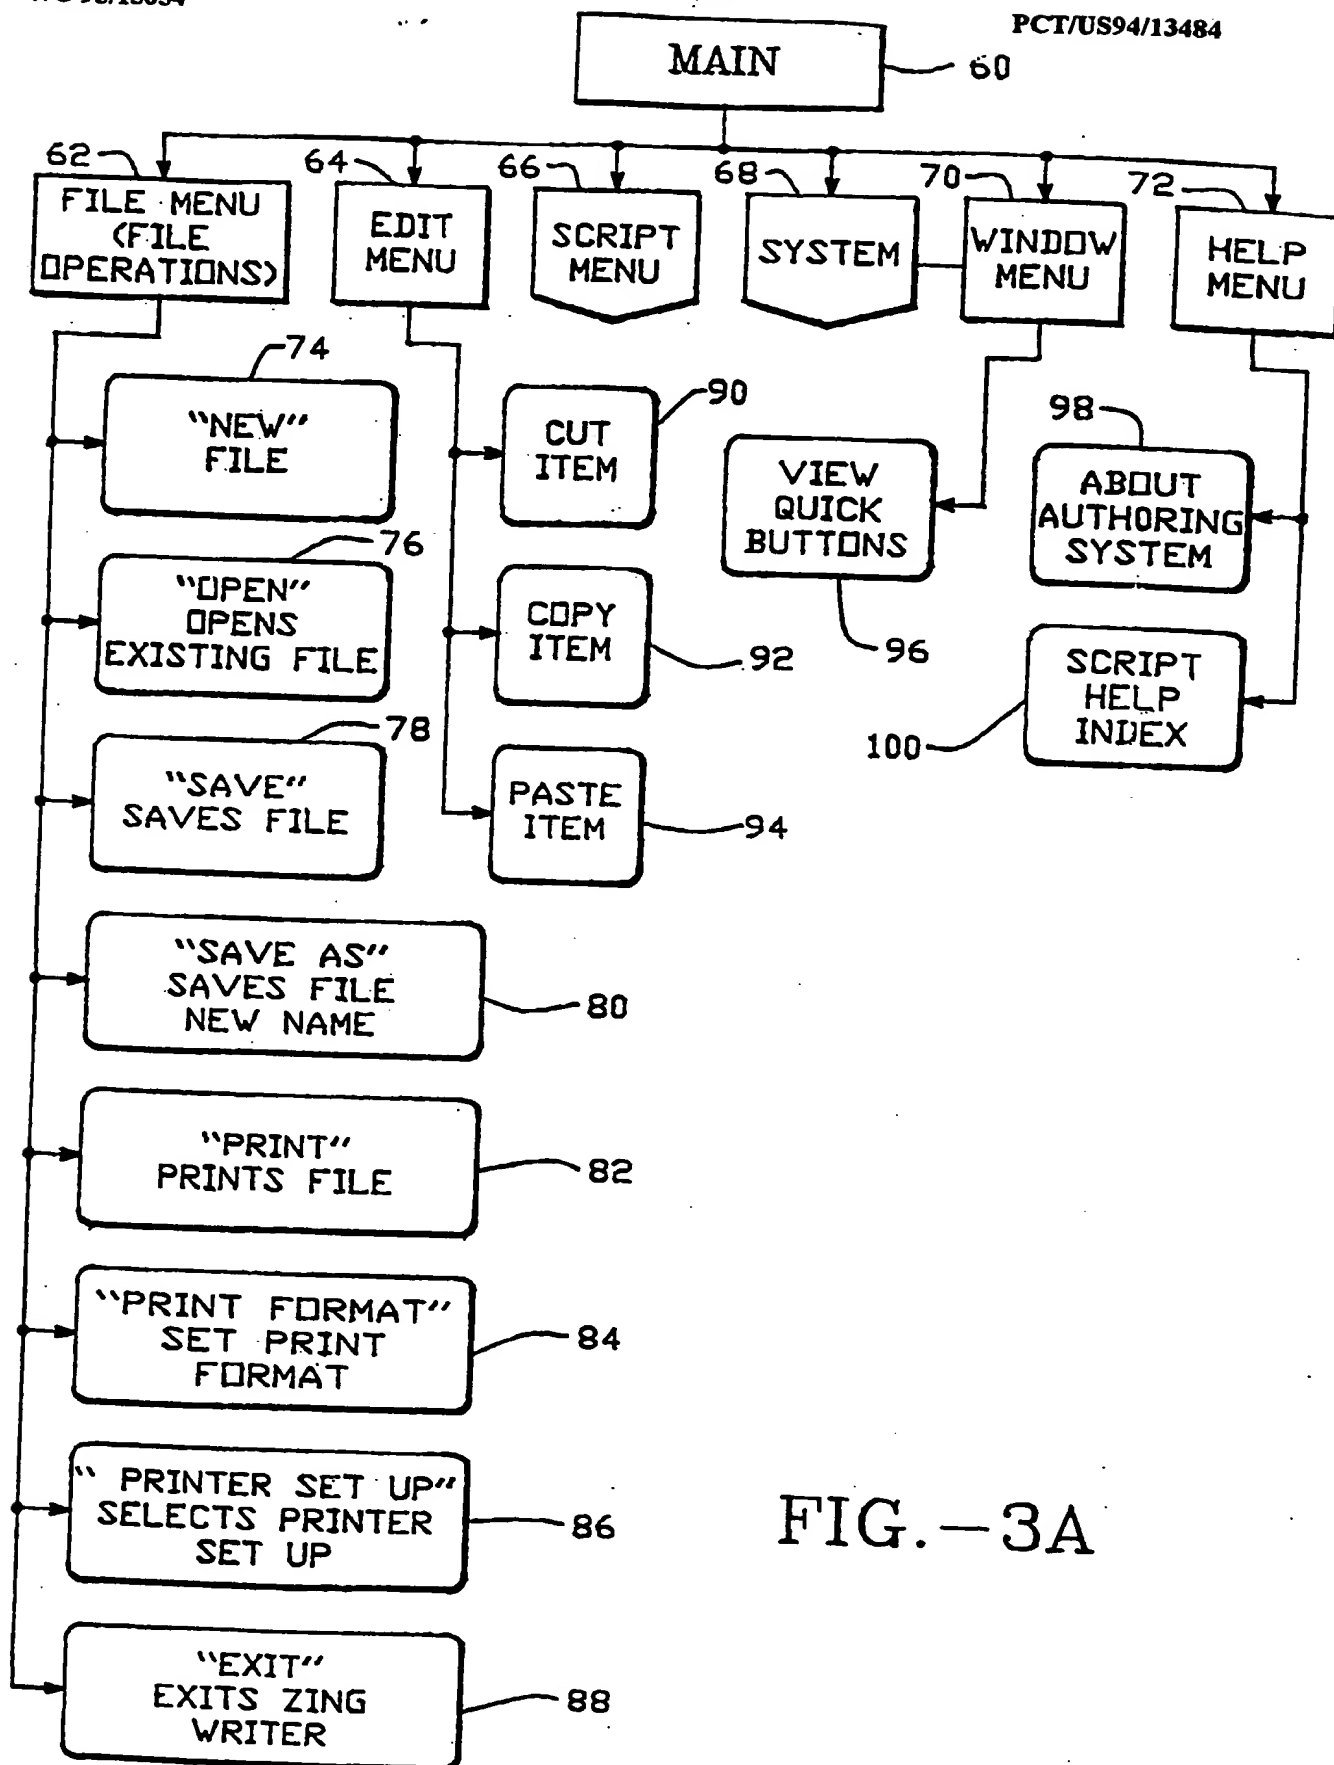 PCT/US94/13484
MAIN
60
62
64
66
68
70
72
FILE MENU
(FILE
OPERATIONS)
EDIT
MENU
SCRIPT
MENU
SYSTEM
WINDOW
MENU
HELP
MENU
74
"NEW"
FILE
76
"OPEN"
OPENS
EXISTING FILE
78
"SAVE"
SAVES FILE
"SAVE AS"
SAVES FILE
NEW NAME
80
"PRINT"
PRINTS FILE
82
"PRINT FORMAT"
SET PRINT
FORMAT
84
" PRINTER SET UP"
SELECTS PRINTER
SET UP
86
"EXIT"
EXITS ZING
WRITER
88
90
CUT
ITEM
COPY
ITEM
92
PASTE
ITEM
94
VIEW
QUICK
BUTTONS
96
98
ABOUT
AUTHORING
SYSTEM
SCRIPT
HELP
INDEX
100
FIG.-3A